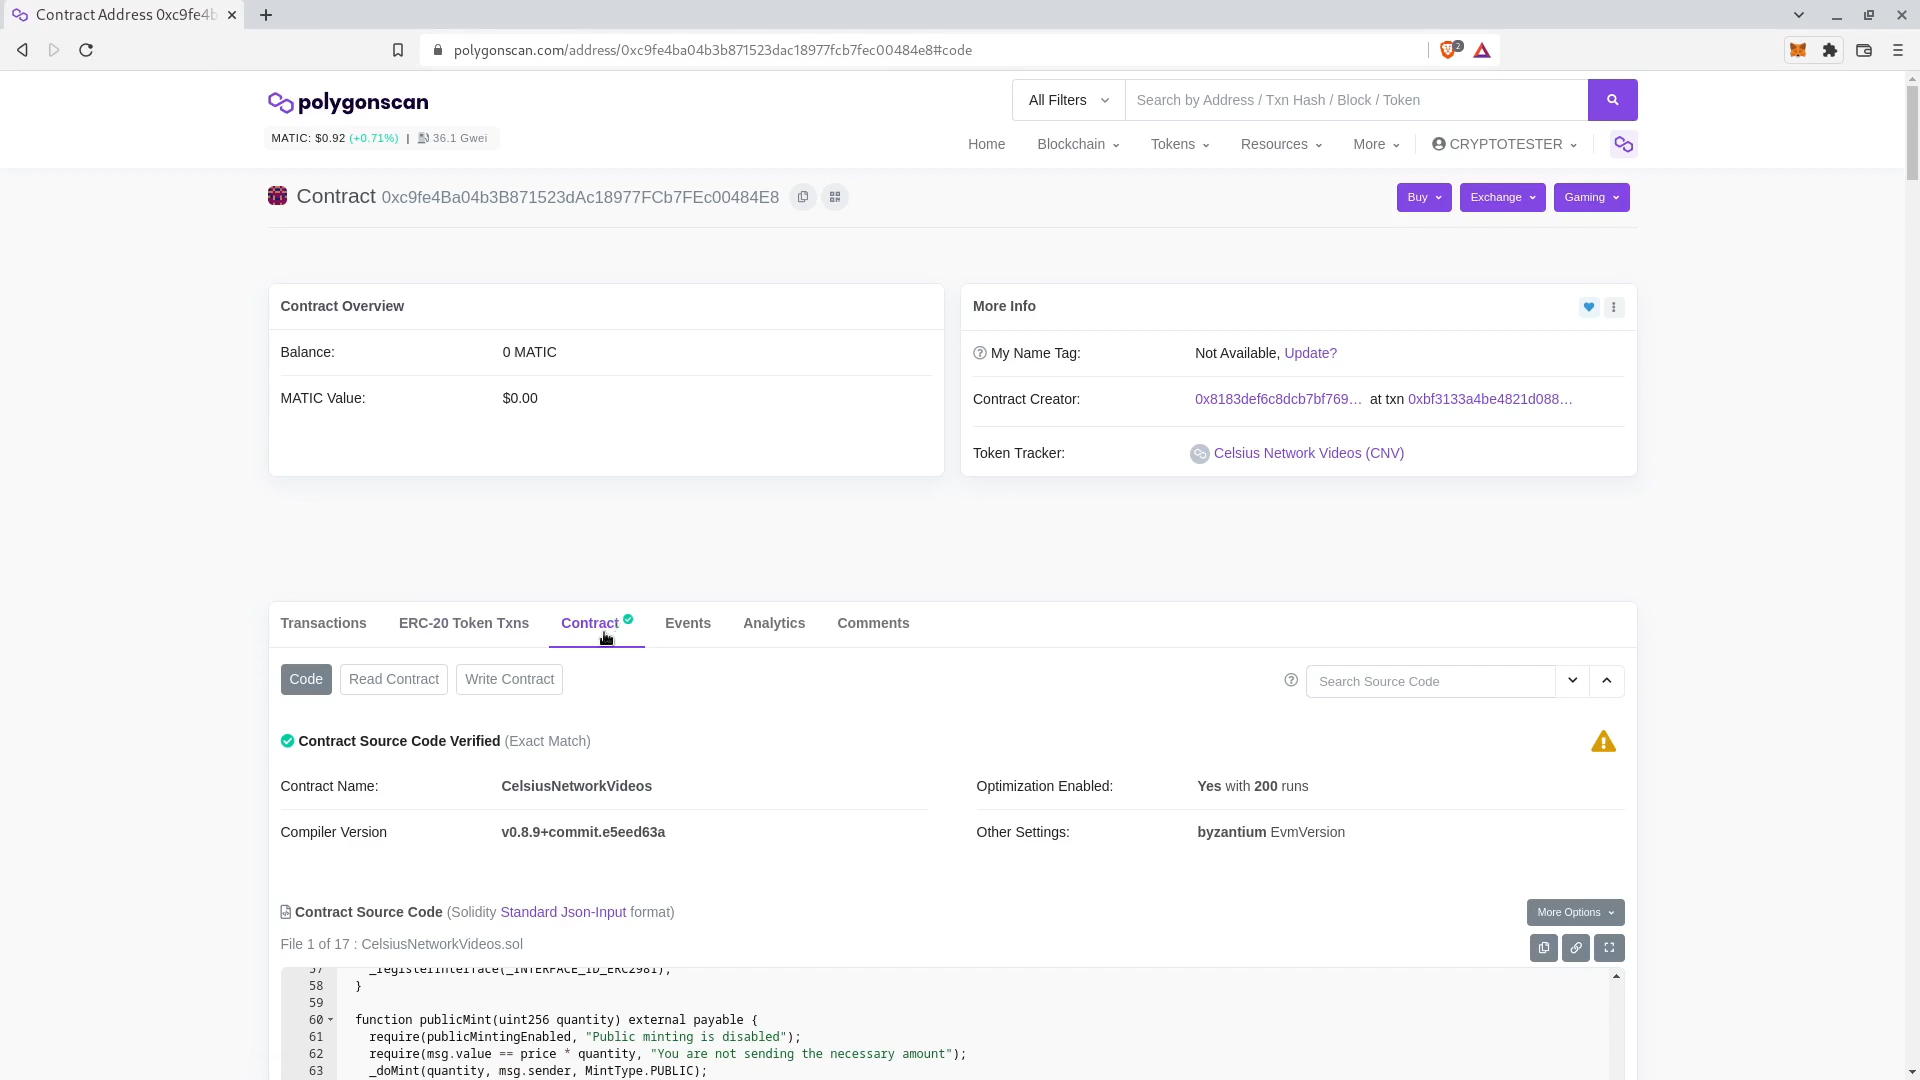 Contract Address 0xc9fe4b
polygonscan.com/address/0xc9fe4ba04b3b871523dac18977fcb7fec00484e8#code
2
polygonscan
All Filters
Search by Address / Txn Hash / Block / Token
MATIC: $0.92 (+0.71%) | 36.1 Gwei
Home Blockchain Tokens Resources More CRYPTOTESTER
Contract 0xc9fe4Ba04b3B871523dAc18977FCb7FEc00484E8
Buy Exchange Gaming
Contract Overview
Balance: 0 MATIC
MATIC Value: $0.00
More Info
My Name Tag: Not Available, Update?
Contract Creator: 0x8183def6c8dcb7bf769... at txn 0xbf3133a4be4821d088...
Token Tracker: Celsius Network Videos (CNV)
Transactions ERC-20 Token Txns Contract Events Analytics Comments
Code Read Contract Write Contract
Search Source Code
Contract Source Code Verified (Exact Match)
Contract Name: CelsiusNetworkVideos
Optimization Enabled: Yes with 200 runs
Compiler Version v0.8.9+commit.e5eed63a
Other Settings: byzantium EvmVersion
Contract Source Code (Solidity Standard Json-Input format)
More Options
File 1 of 17 : CelsiusNetworkVideos.sol
57 _registerInterface(_INTERFACE_ID_ERC2981);
58 }
59
60 function publicMint(uint256 quantity) external payable {
61 require(publicMintingEnabled, "Public minting is disabled");
62 require(msg.value == price * quantity, "You are not sending the necessary amount");
63 _doMint(quantity, msg.sender, MintType.PUBLIC);